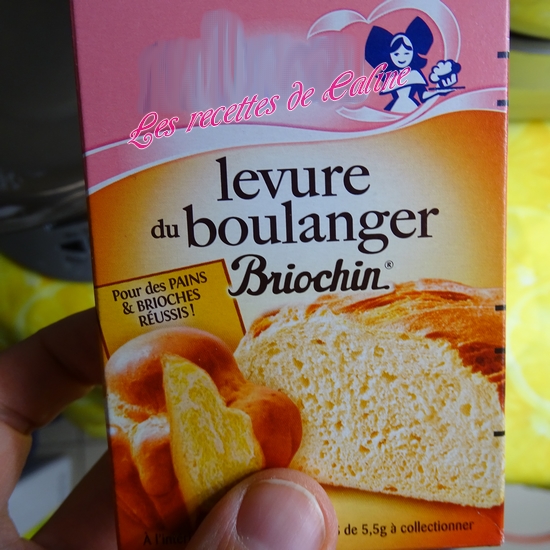 Les recettes de Caline
levure
du boulanger
Briochin®
Pour des PAINS
& BRIOCHES
RÉUSSIS !
de 5,5g à collectionner